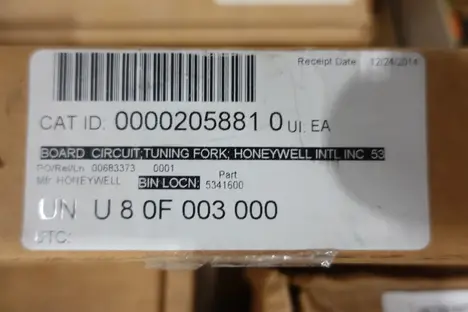 Receipt Date 12/24/2014
CAT ID: 0000205881 0 UI: EA
BOARD CIRCUIT;TUNING FORK; HONEYWELL INTL INC 53
PO/Rel/Ln 00683373 0001 Part
Mfr HONEYWELL BIN LOCN: 5341600
UN U 8 0F 003 000
STC: